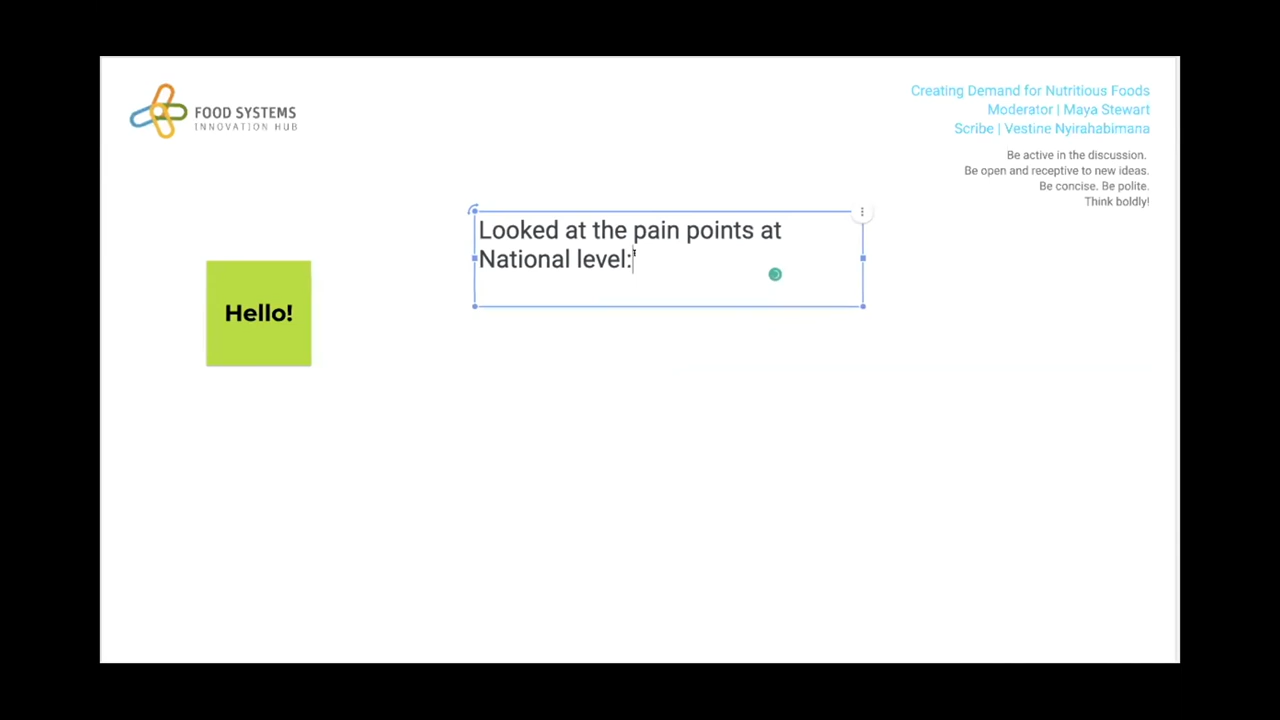 FOOD SYSTEMS
INNOVATION HUB
Creating Demand for Nutritious Foods
Moderator | Maya Stewart
Scribe | Vestine Nyirahabimana
Be active in the discussion.
Be open and receptive to new ideas.
Be concise. Be polite.
Think boldly!
Looked at the pain points at
National level:
Hello!